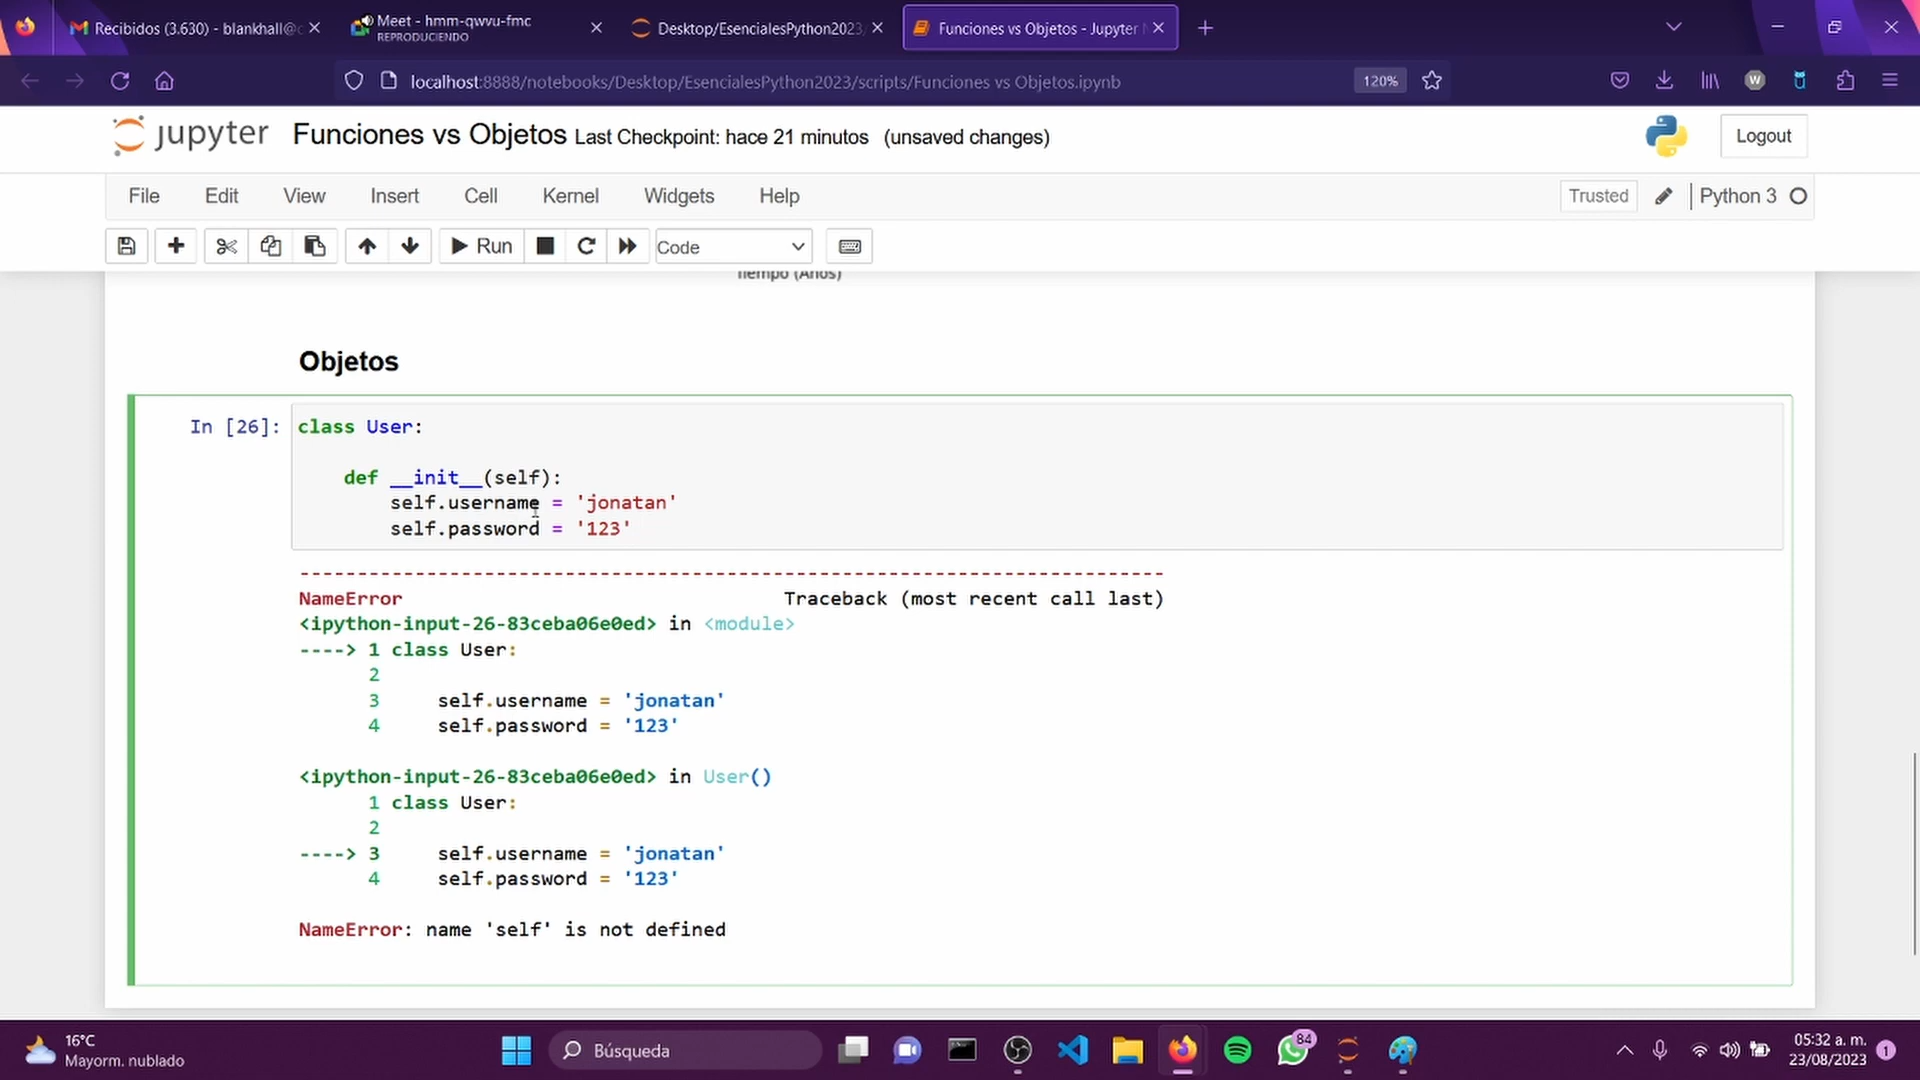 Recibidos (3.630) - blankhall@
Meet - hmm-qwvu-fmc
REPRODUCIENDO
Desktop/EsencialesPython2023/
Funciones vs Objetos - Jupyter
localhost:8888/notebooks/Desktop/EsencialesPython2023/scripts/Funciones vs Objetos.ipynb
120%
W
jupyter Funciones vs Objetos Last Checkpoint: hace 21 minutos (unsaved changes)
Logout
File Edit View Insert Cell Kernel Widgets Help
Trusted
Python 3
Run
Code
Tiempo (Años)
Objetos
In [26]: class User:
def __init__(self):
self.username = 'jonatan'
self.password = '123'
---------------------------------------------------------------------------
NameError Traceback (most recent call last)
<ipython-input-26-83ceba06e0ed> in <module>
----> 1 class User:
2
3 self.username = 'jonatan'
4 self.password = '123'
<ipython-input-26-83ceba06e0ed> in User()
1 class User:
2
----> 3 self.username = 'jonatan'
4 self.password = '123'
NameError: name 'self' is not defined
16°C
Mayorm. nublado
Búsqueda
84
05:32 a. m.
23/08/2023
1